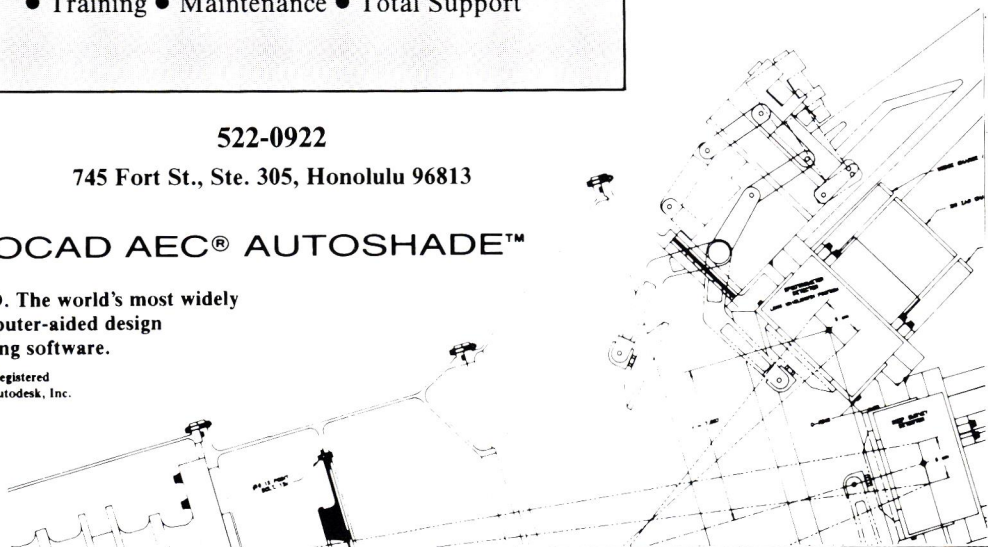 ● Training ● Maintenance ● Total Support
522-0922
745 Fort St., Ste. 305, Honolulu 96813
OCAD AEC® AUTOSHADE™
. The world's most widely
puter-aided design
ng software.
egistered
utodesk, Inc.